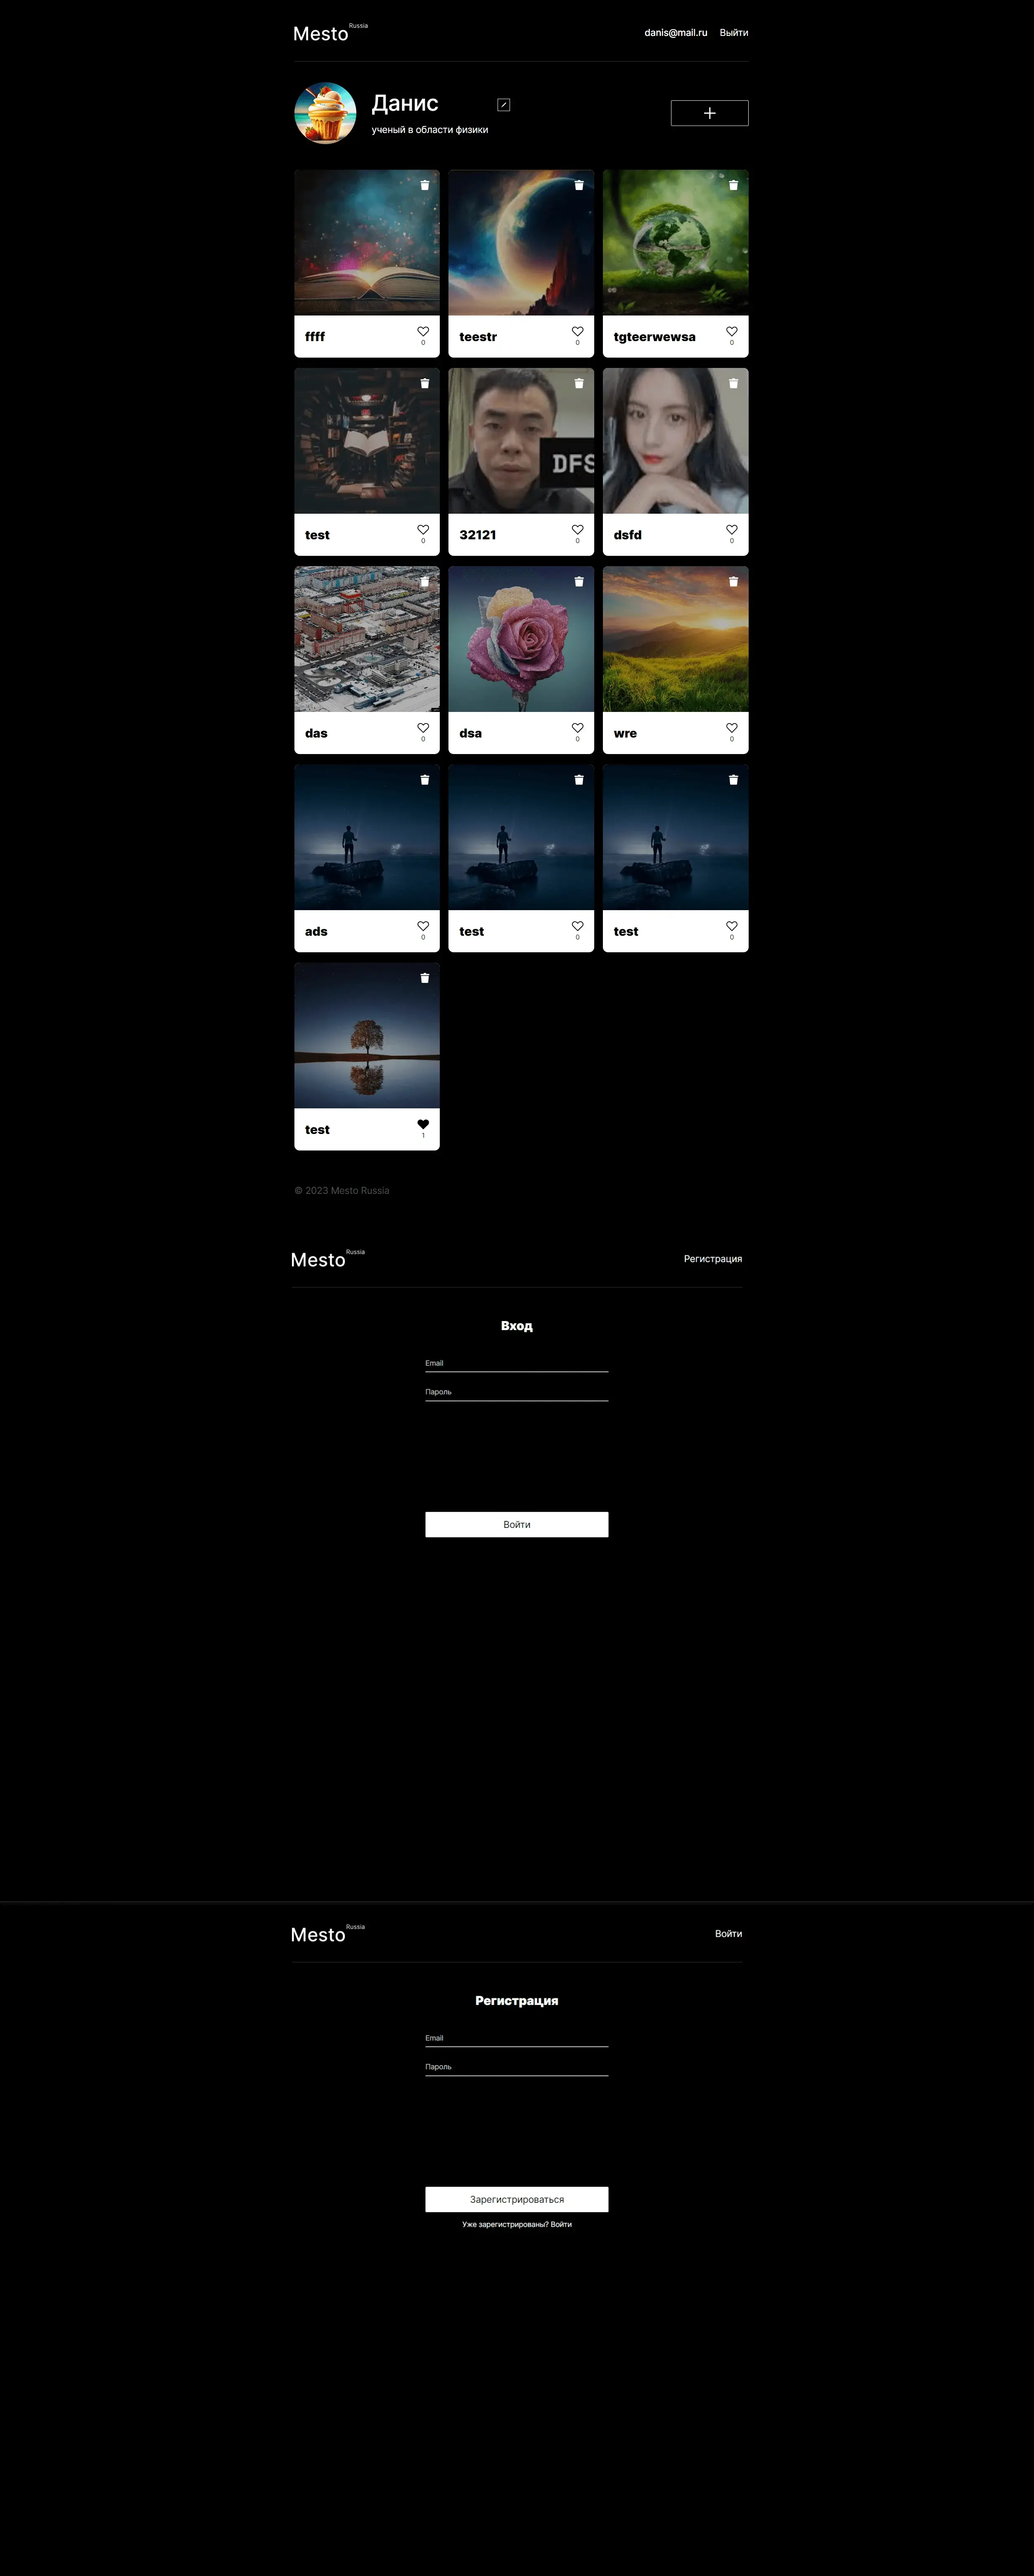 Mesto Russia
danis@mail.ru Выйти
Данис
ученый в области физики
ffff
0
teestr
0
tgteerwewsa
0
DFS
test
0
32121
0
dsfd
0
das
0
dsa
0
wre
0
ads
0
test
0
test
0
test
1
© 2023 Mesto Russia
Mesto Russia
Регистрация
Вход
Email
Пароль
Войти
Mesto Russia
Войти
Регистрация
Email
Пароль
Зарегистрироваться
Уже зарегистрированы? Войти